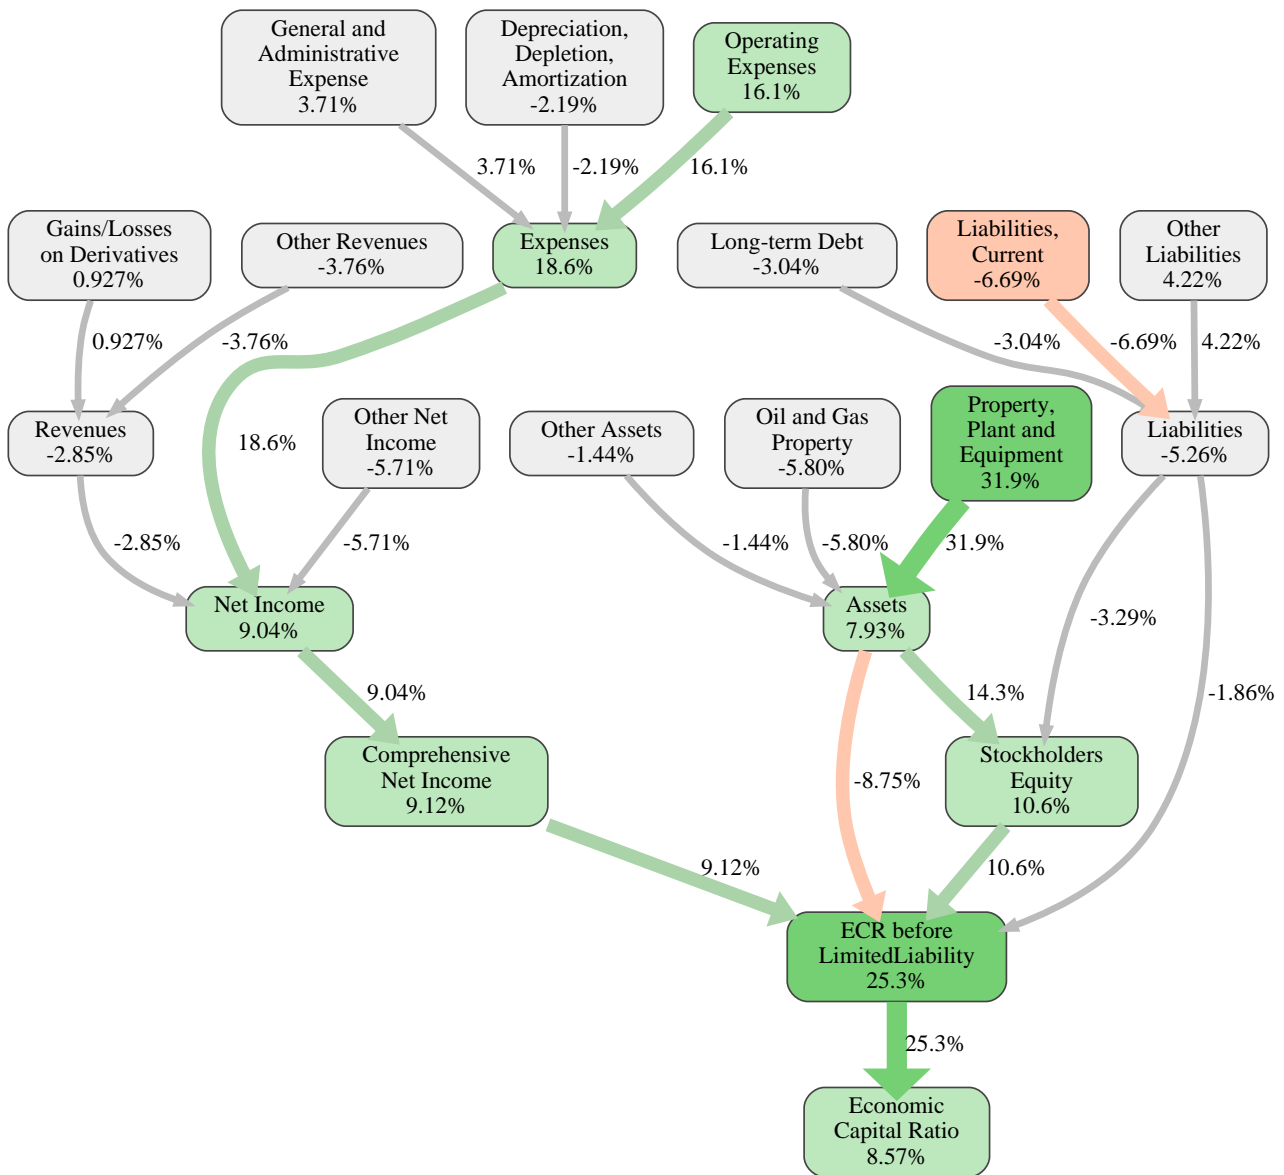 General and
Administrative
Expense
3.71%
Depreciation,
Depletion,
Amortization
-2.19%
Operating
Expenses
16.1%
3.71%
-2.19%
16.1%
Gains/Losses
on Derivatives
0.927%
Other Revenues
-3.76%
Expenses
18.6%
Long-term Debt
-3.04%
Liabilities,
Current
-6.69%
Other
Liabilities
4.22%
0.927%
-3.76%
-3.04%
-6.69%
4.22%
Revenues
-2.85%
18.6%
Other Net
Income
-5.71%
Other Assets
-1.44%
Oil and Gas
Property
-5.80%
Property,
Plant and
Equipment
31.9%
Liabilities
-5.26%
-2.85%
-5.71%
-1.44%
-5.80%
31.9%
Net Income
9.04%
Assets
7.93%
-3.29%
9.04%
14.3%
-1.86%
Comprehensive
Net Income
9.12%
-8.75%
Stockholders
Equity
10.6%
9.12%
10.6%
ECR before
LimitedLiability
25.3%
25.3%
Economic
Capital Ratio
8.57%